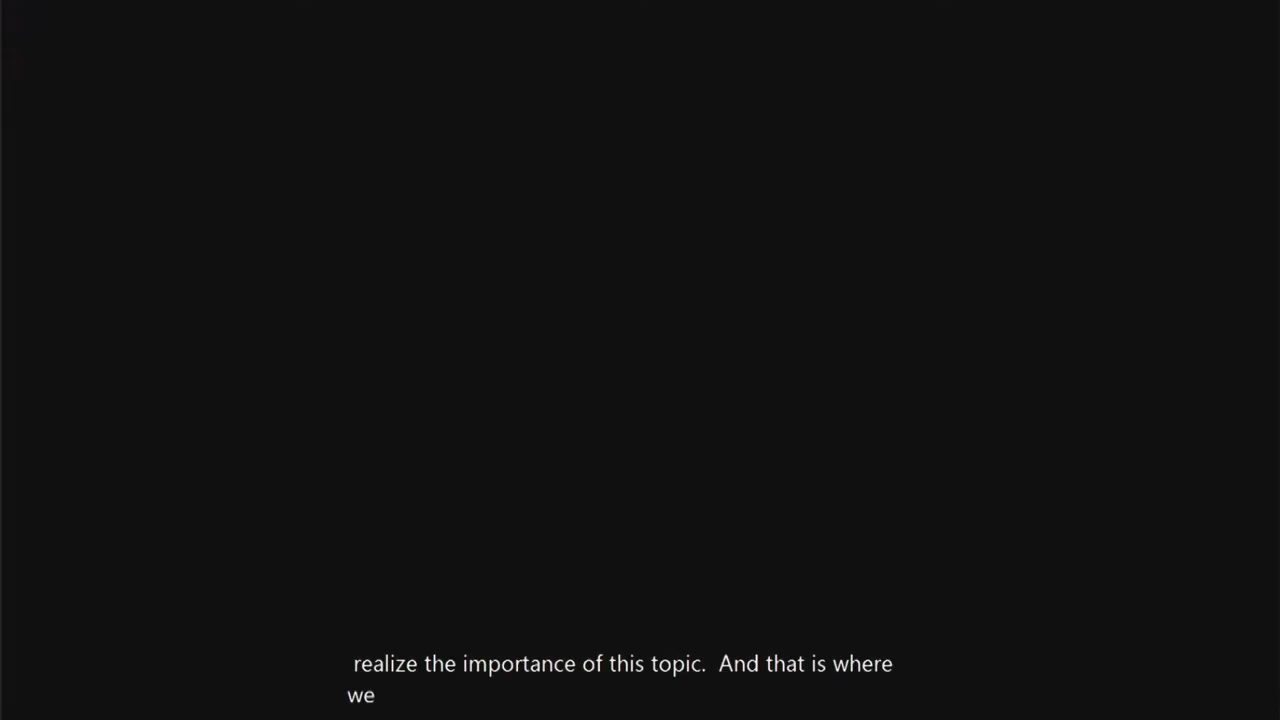 realize the importance of this topic.  And that is where
we